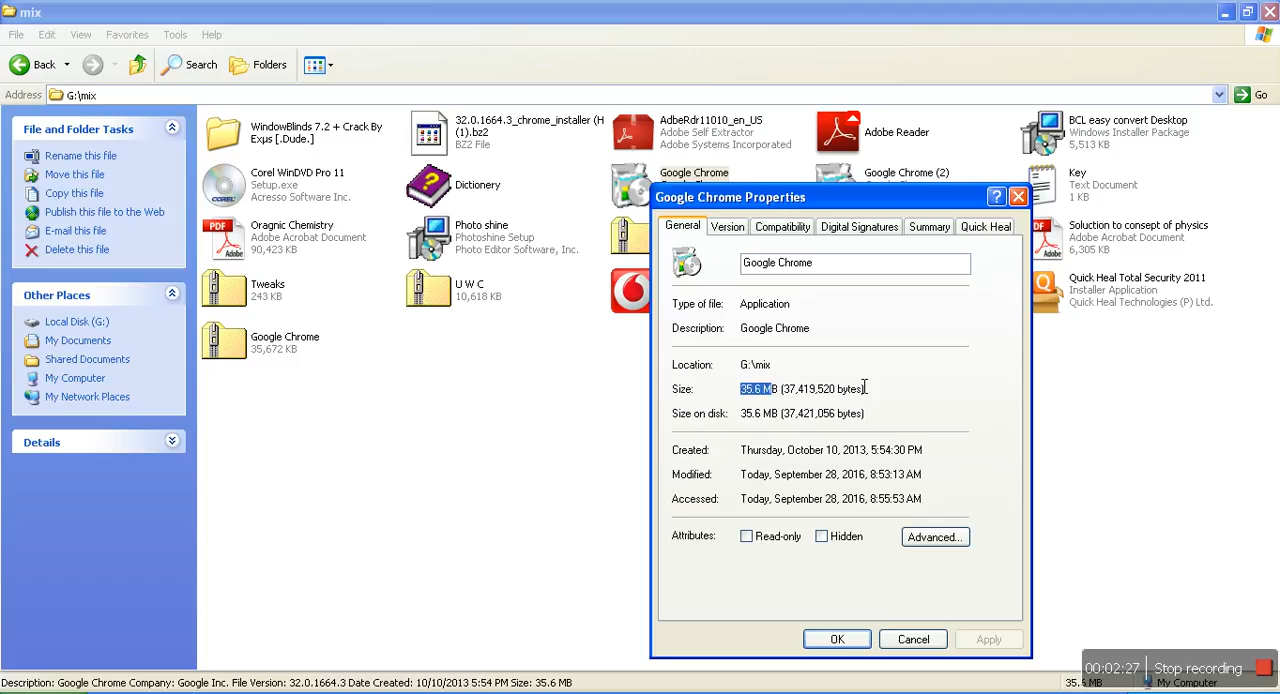 mix
File Edit View Favorites Tools Help
Back Search Folders
Address G:\mix Go
File and Folder Tasks
Rename this file
Move this file
Copy this file
Publish this file to the Web
E-mail this file
Delete this file
Other Places
Local Disk (G:)
My Documents
Shared Documents
My Computer
My Network Places
Details
WindowBlinds 7.2 + Crack By
32.0.1664.3_chrome_installer (H
(1).bz2
BZ2 File
AdbeRdr11010_en_US
Adobe Self Extractor
Adobe Systems Incorporated
Adobe Reader
BCL easy convert Desktop
Windows Installer Package
5,513 KB
Corel WinDVD Pro 11
Setup.exe
Acresso Software Inc.
Dictionery
Google Chrome
Google Chrome (2)
Key
Text Document
1 KB
PDF
Adobe
Oragnic Chemistry
Adobe Acrobat Document
90,423 KB
Photo shine
Photoshine Setup
Photo Editor Software, Inc.
Solution to consept of physics
Adobe Acrobat Document
6,305 KB
Tweaks
243 KB
U W C
10,618 KB
Quick Heal Total Security 2011
Installer Application
Quick Heal Technologies (P) Ltd.
Google Chrome
35,672 KB
Google Chrome Properties
General Version Compatibility Digital Signatures Summary Quick Heal
Google Chrome
Type of file: Application
Description: Google Chrome
Location: G:\mix
Size: 35.6 MB (37,419,520 bytes)
Size on disk: 35.6 MB (37,421,056 bytes)
Created: Thursday, October 10, 2013, 5:54:30 PM
Modified: Today, September 28, 2016, 8:53:13 AM
Accessed: Today, September 28, 2016, 8:55:53 AM
Attributes: Read-only Hidden Advanced...
OK Cancel Apply
00:02:27 Stop recording
Description: Google Chrome Company: Google Inc. File Version: 32.0.1664.3 Date Created: 10/10/2013 5:54 PM Size: 35.6 MB
35.6 MB My Computer